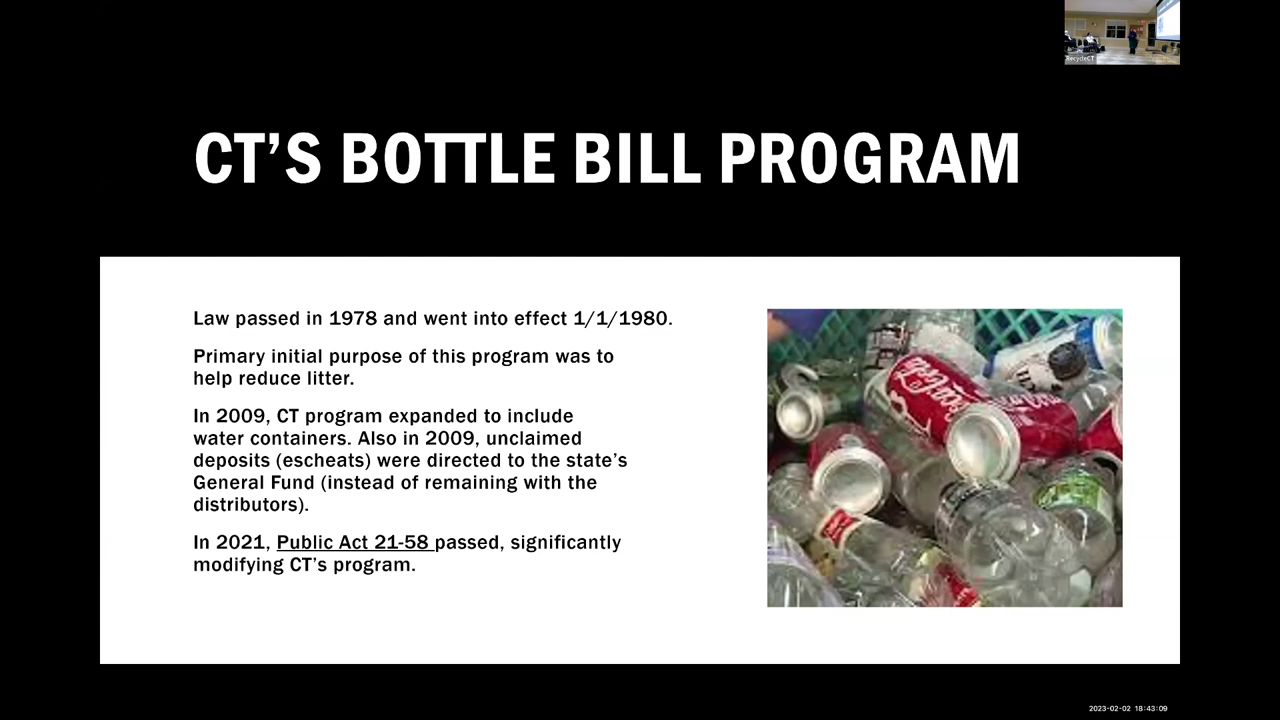 RecycleCT
CT'S BOTTLE BILL PROGRAM
Law passed in 1978 and went into effect 1/1/1980.
Primary initial purpose of this program was to
help reduce litter.
In 2009, CT program expanded to include
water containers. Also in 2009, unclaimed
deposits (escheats) were directed to the state's
General Fund (instead of remaining with the
distributors).
In 2021, Public Act 21-58 passed, significantly
modifying CT's program.
Coca-Cola
2023-02-02 18:43:09